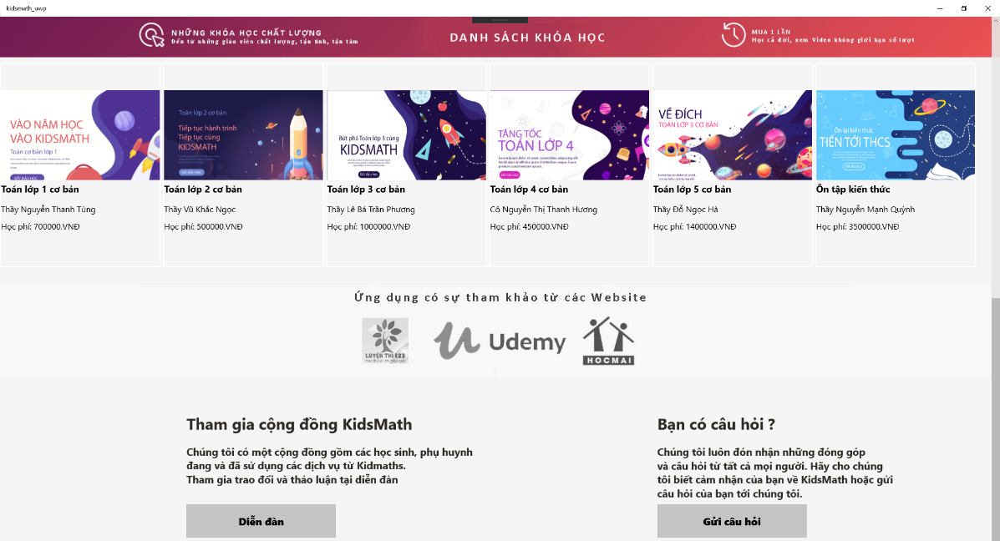 kidsmath_uwp
NHỮNG KHÓA HỌC CHẤT LƯỢNG
Đến từ những giáo viên chất lượng, tận tình, tận tâm
DANH SÁCH KHÓA HỌC
MUA 1 LẦN
Học cả đời, xem Video không giới hạn số lượt
VÀO NĂM HỌC
VÀO KIDSMATH
Toán cơ bản lớp 1
BẮT ĐẦU HỌC
Toán lớp 2 cơ bản
Tiếp tục hành trình
Tiếp tục cùng
KIDSMATH
BẮT ĐẦU HỌC
Bứt phá Toán lớp 3 cùng
KIDSMATH
BẮT ĐẦU HỌC
TĂNG TỐC
TOÁN LỚP 4
VỀ ĐÍCH
TOÁN LỚP 5 CƠ BẢN
Ôn lại kiến thức
TIẾN TỚI THCS
Toán lớp 1 cơ bản
Thầy Nguyễn Thanh Tùng
Học phí: 700000.VNĐ
Toán lớp 2 cơ bản
Thầy Vũ Khắc Ngọc
Học phí: 500000.VNĐ
Toán lớp 3 cơ bản
Thầy Lê Bá Trần Phương
Học phí: 1000000.VNĐ
Toán lớp 4 cơ bản
Cô Nguyễn Thị Thanh Hương
Học phí: 450000.VNĐ
Toán lớp 5 cơ bản
Thầy Đỗ Ngọc Hà
Học phí: 1400000.VNĐ
Ôn tập kiến thức
Thầy Nguyễn Mạnh Quỳnh
Học phí: 3500000.VNĐ
Ứng dụng có sự tham khảo từ các Website
LUYỆN THI 123
Udemy
HOCMAI
Tham gia cộng đồng KidsMath
Chúng tôi có một cộng đồng gồm các học sinh, phụ huynh
đang và đã sử dụng các dịch vụ từ Kidmaths.
Tham gia trao đổi và thảo luận tại diễn đàn
Diễn đàn
Bạn có câu hỏi ?
Chúng tôi luôn đón nhận những đóng góp
và câu hỏi từ tất cả mọi người. Hãy cho chúng
tôi biết cảm nhận của bạn về KidsMath hoặc gửi
câu hỏi của bạn tới chúng tôi.
Gửi câu hỏi